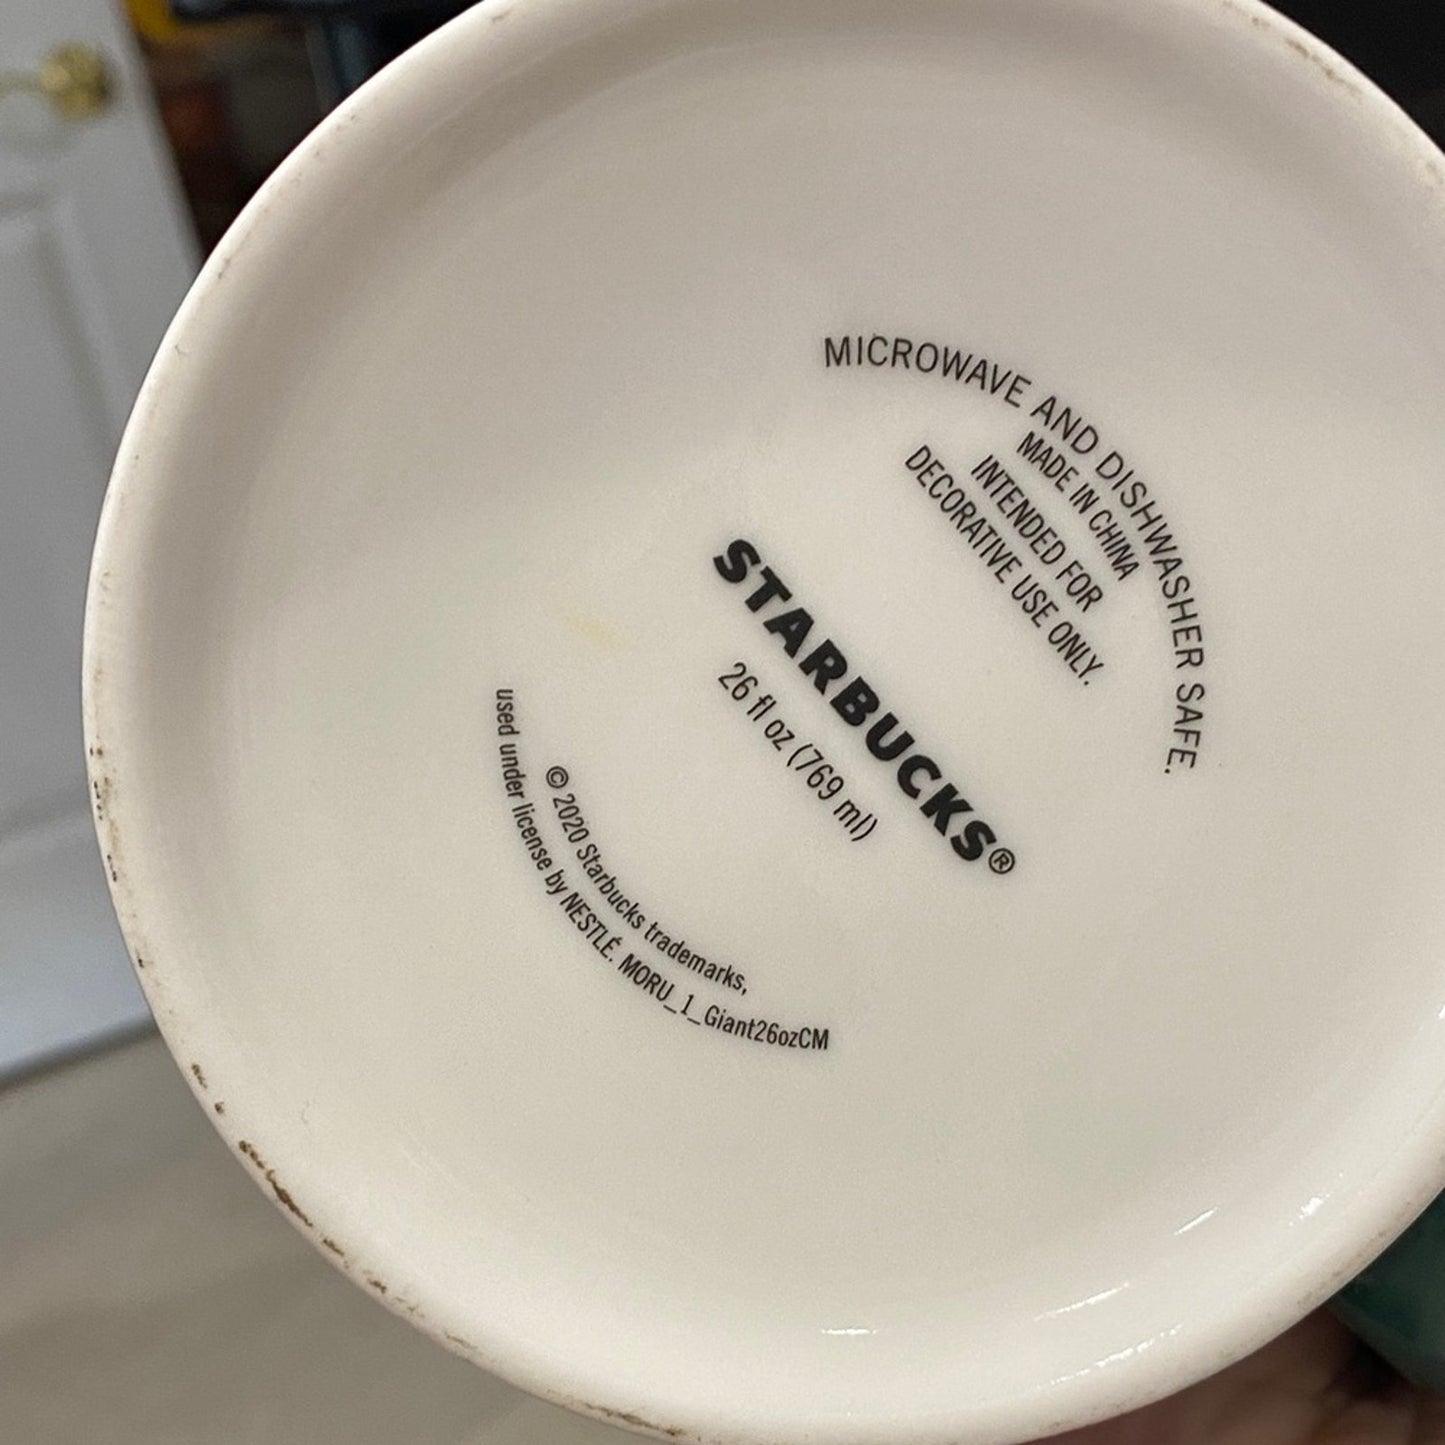 MICROWAVE AND DISHWASHER SAFE.
MADE IN CHINA
INTENDED FOR
DECORATIVE USE ONLY.
STARBUCKS®
26 fl oz (769 ml)
© 2020 Starbucks trademarks,
used under license by NESTLÉ. MORU_1_Giant26ozCM